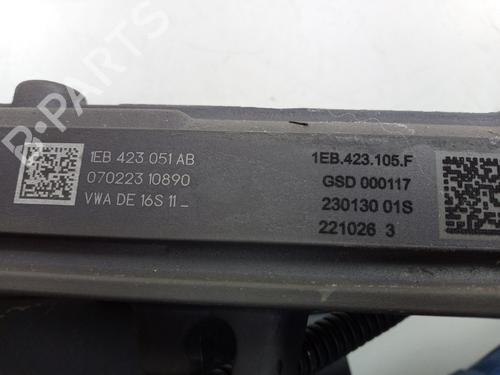 B-PARTS
1EB 423 051 AB
070223 10890
VWA DE 16S 11 _
1EB.423.105.F
GSD 000117
230130 01S
221026 3